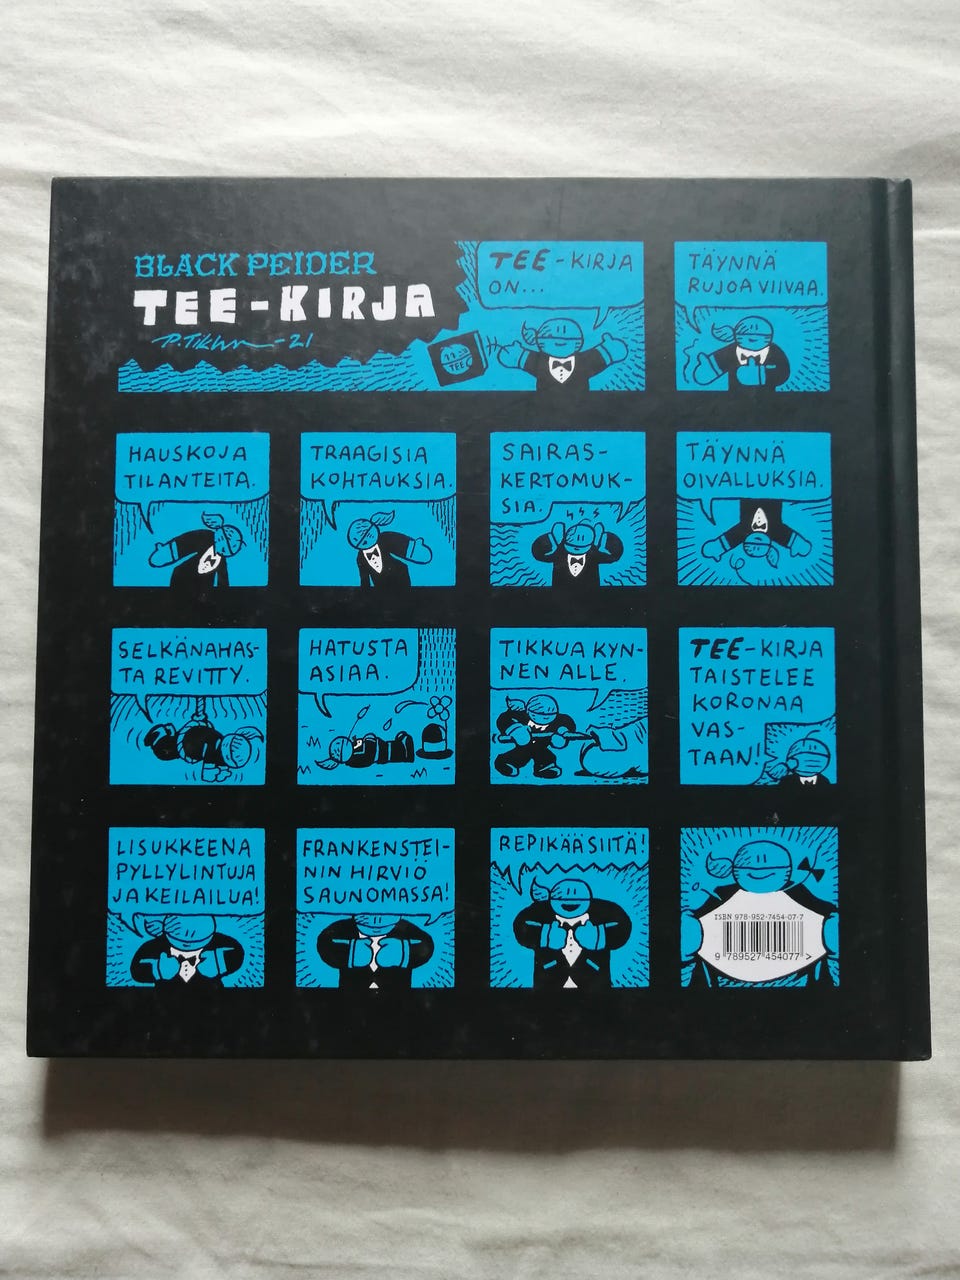 BLACK PEIDER
TEE-KIRJA
-21
TEE
TEE-KIRJA
ON...
TÄYNNÄ
RUJOA VIIVAA.
HAUSKOJA
TILANTEITA.
TRAAGISIA
KOHTAUKSIA.
SAIRAS-
KERTOMUK-
SIA.
TÄYNNÄ
OIVALLUKSIA.
SELKÄNAHAS-
TA REVITTY.
HATUSTA
ASIAA.
TIKKUA KYN-
NEN ALLE.
TEE-KIRJA
TAISTELEE
KORONAA
VAS-
TAAN!
LISUKKEENA
PYLLYLINTUJA
JA KEILAILUA!
FRANKENSTEI-
NIN HIRVIÖ
SAUNOMASSA!
REPIKÄÄ SIITÄ!
ISBN 978-952-7454-07-7
9 789527 454077 >